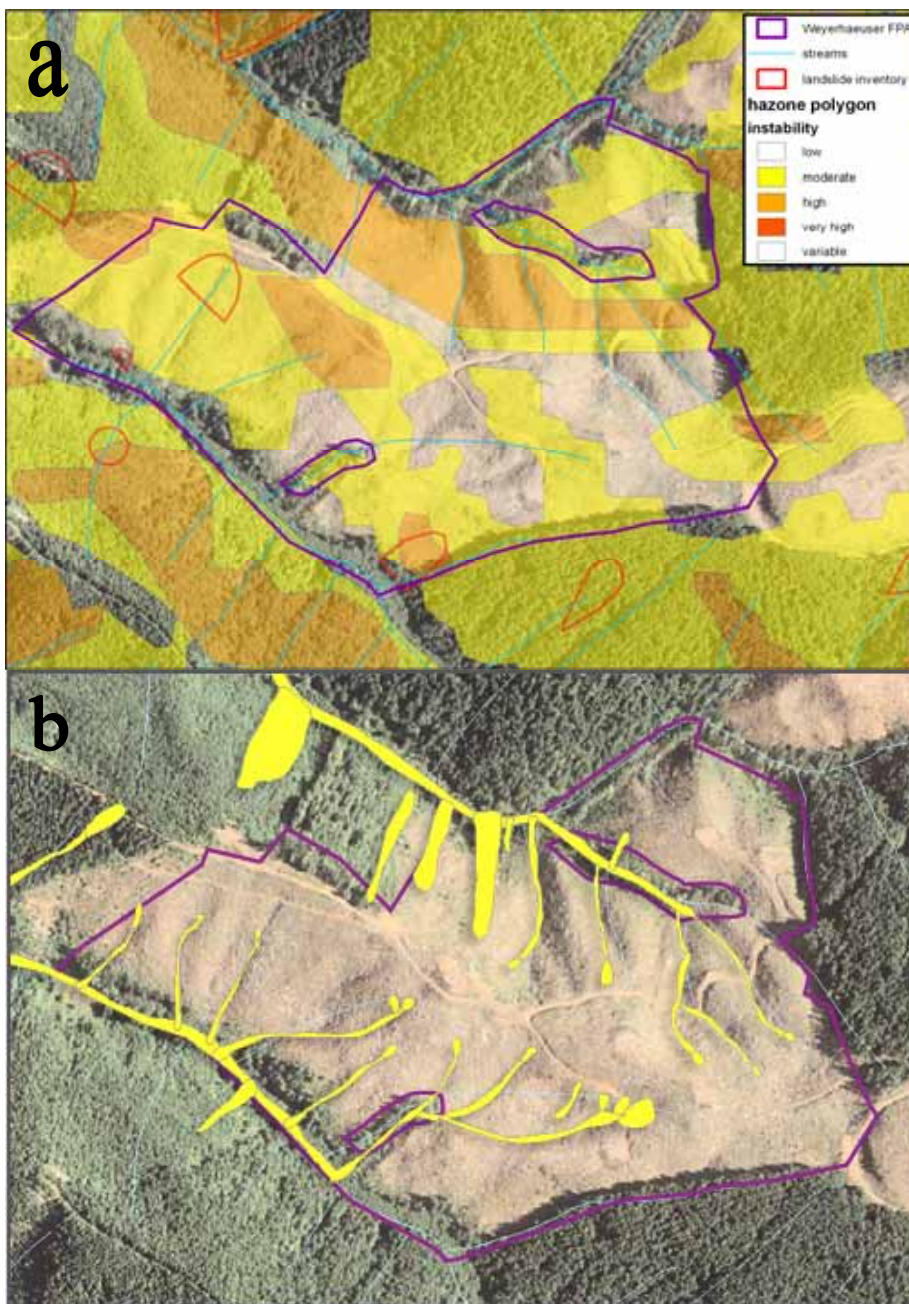 a
Weyerhaeuser FPA
streams
landslide inventory
hazone polygon
instability
low
moderate
high
very high
variable
b